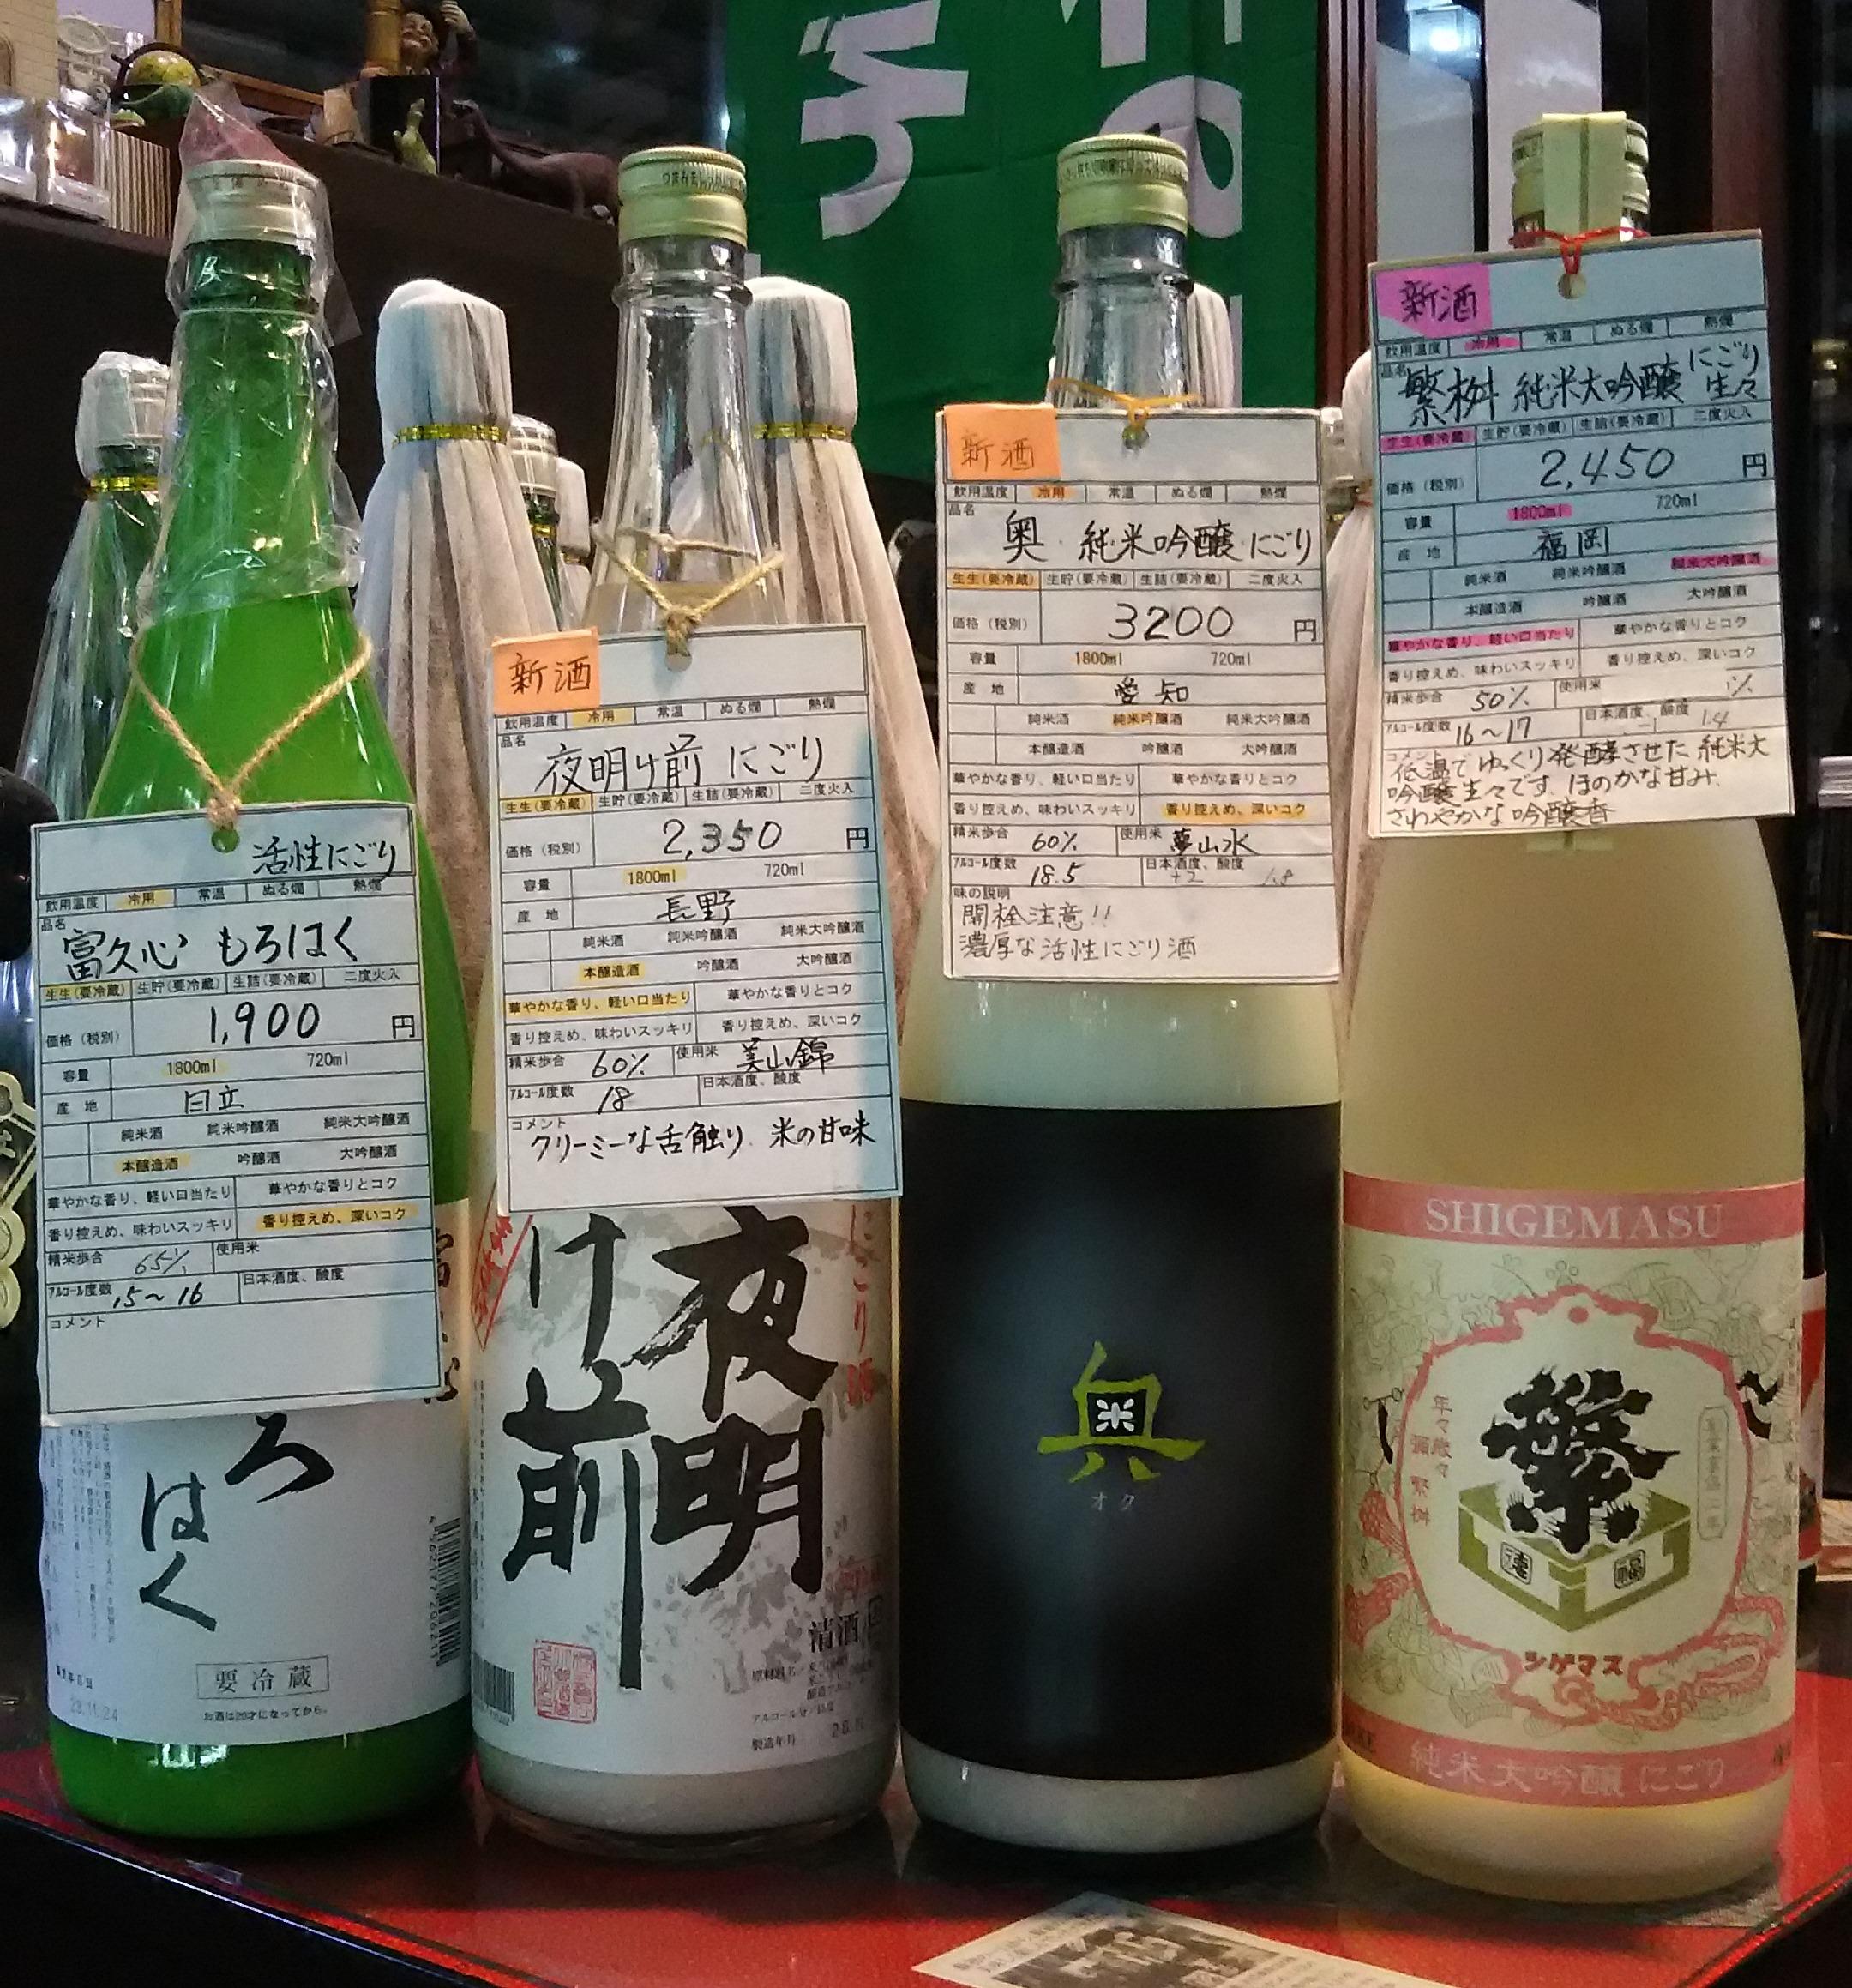 活性にごり
飲用温度 冷用 常温 ぬる燗 熱燗
品名
富久心 もろはく
生生(要冷蔵) 生貯(要冷蔵) 生詰(要冷蔵) 二度火入
価格(税別) 1,900 円
容量 1800ml 720ml
産地 日立
純米酒 純米吟醸酒 純米大吟醸酒
本醸造酒 吟醸酒 大吟醸酒
華やかな香り、軽い口当たり 華やかな香りとコク
香り控えめ、味わいスッキリ 香り控えめ、深いコク
精米歩合 65% 使用米
アルコール度数 15~16 日本酒度、酸度
コメント
ろ
はく
要冷蔵
お酒は20才になってから。
新酒
飲用温度 冷用 常温 ぬる燗 熱燗
品名
夜明け前 にごり
生生(要冷蔵) 生貯(要冷蔵) 生詰(要冷蔵) 二度火入
価格(税別) 2,350 円
容量 1800ml 720ml
産地 長野
純米酒 純米吟醸酒 純米大吟醸酒
本醸造酒 吟醸酒 大吟醸酒
華やかな香り、軽い口当たり 華やかな香りとコク
香り控えめ、味わいスッキリ 香り控えめ、深いコク
精米歩合 60% 使用米 美山錦
アルコール度数 18 日本酒度、酸度
コメント
クリーミーな舌触り、米の甘味
にごり酒
夜明
け前
清酒
製造年月
新酒
飲用温度 冷用 常温 ぬる燗 熱燗
品名
奥 純米吟醸 にごり
生生(要冷蔵) 生貯(要冷蔵) 生詰(要冷蔵) 二度火入
価格(税別) 3200 円
容量 1800ml 720ml
産地 愛知
純米酒 純米吟醸酒 純米大吟醸酒
本醸造酒 吟醸酒 大吟醸酒
華やかな香り、軽い口当たり 華やかな香りとコク
香り控えめ、味わいスッキリ 香り控えめ、深いコク
精米歩合 60% 使用米 夢山水
アルコール度数 18.5 日本酒度、酸度 +2 1.8
味の説明
開栓注意!!
濃厚な活性にごり酒
奥
オク
新酒
飲用温度 冷用 常温 ぬる燗 熱燗
品名
繁桝 純米大吟醸 にごり 生々
生生(要冷蔵) 生貯(要冷蔵) 生詰(要冷蔵) 二度火入
価格(税別) 2,450 円
容量 1800ml 720ml
産地 福岡
純米酒 純米吟醸酒 純米大吟醸酒
本醸造酒 吟醸酒 大吟醸酒
華やかな香り、軽い口当たり 華やかな香りとコク
香り控えめ、味わいスッキリ 香り控えめ、深いコク
精米歩合 50% 使用米
アルコール度数 16~17 日本酒度、酸度 -1 1.4
コメント
低温でゆっくり発酵させた純米大
吟醸生々です。ほのかな甘み、
さわやかな吟醸香
SHIGEMASU
年々歳々
酒 繁桝
繁
シゲマス
純米大吟醸 にごり